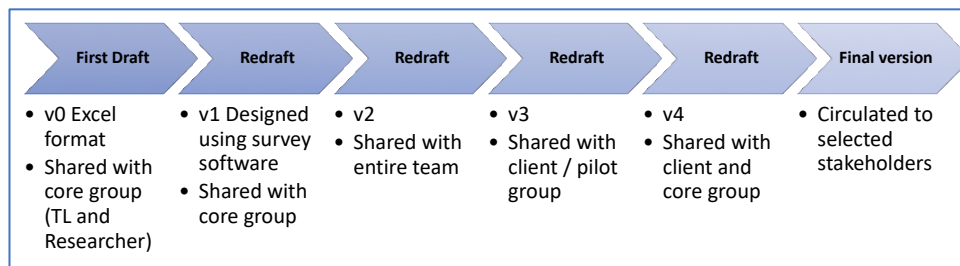 First Draft
Redraft
Redraft
Redraft
Redraft
Final version
• v0 Excel
format
• Shared with
core group
(TL and
Researcher)
• v1 Designed
using survey
software
• Shared with
core group
• v2
• Shared with
entire team
• v3
• Shared with
client / pilot
group
• v4
• Shared with
client and
core group
• Circulated to
selected
stakeholders